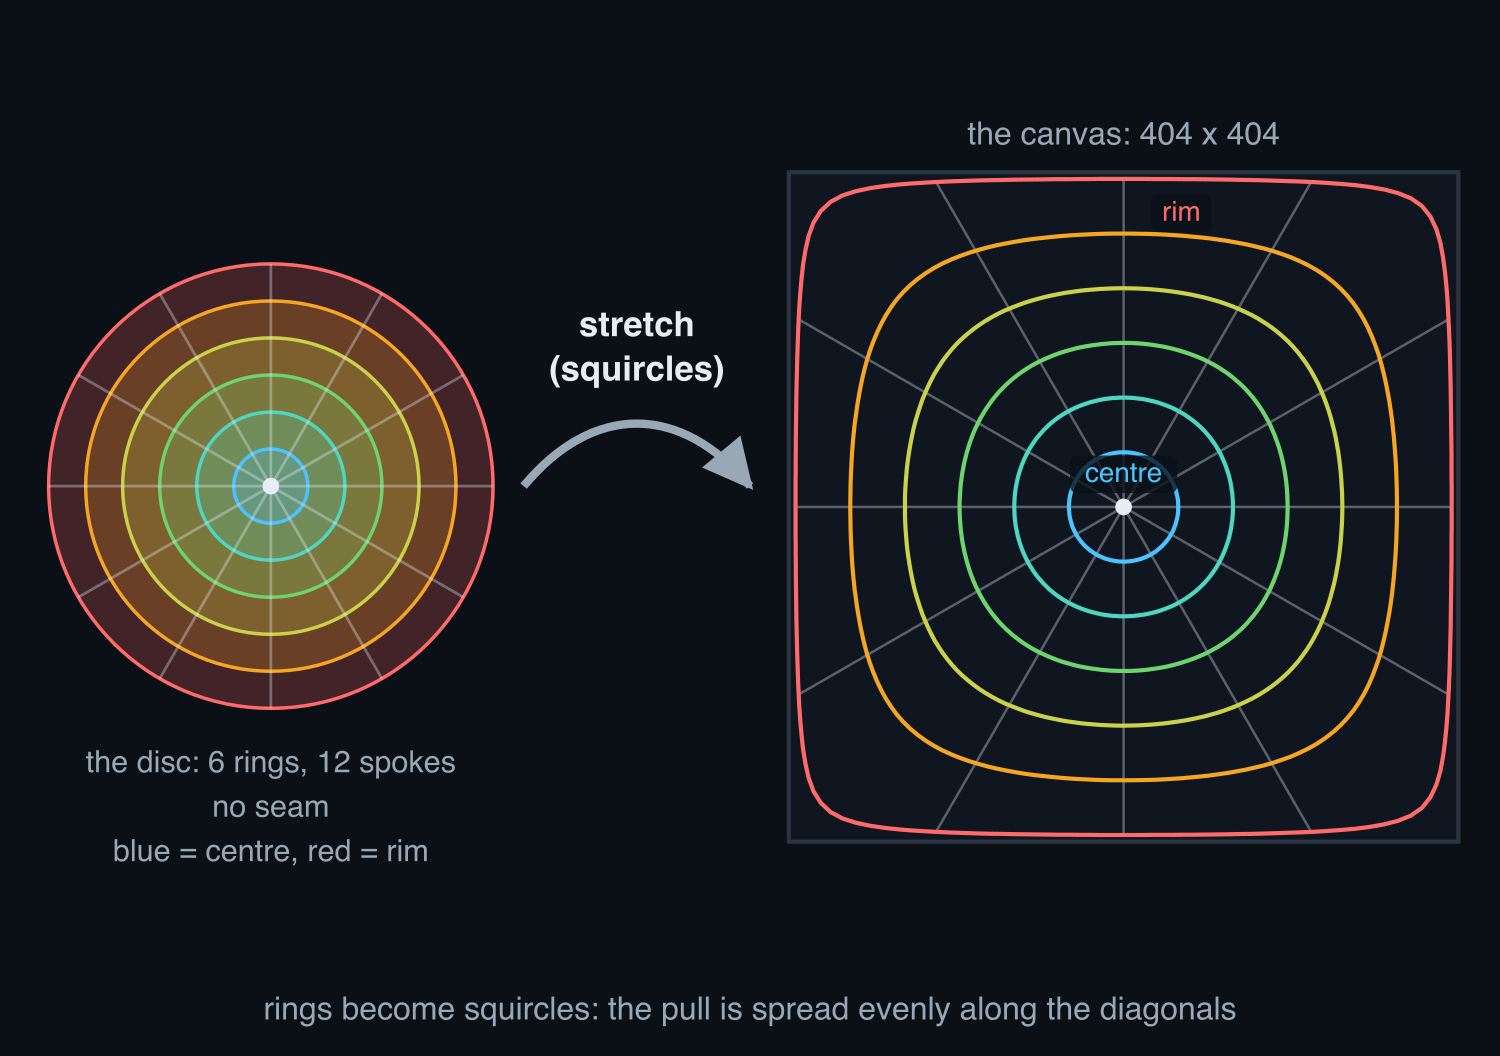 the canvas: 404 x 404
rim
stretch
(squircles)
centre
the disc: 6 rings, 12 spokes
no seam
blue = centre, red = rim
rings become squircles: the pull is spread evenly along the diagonals